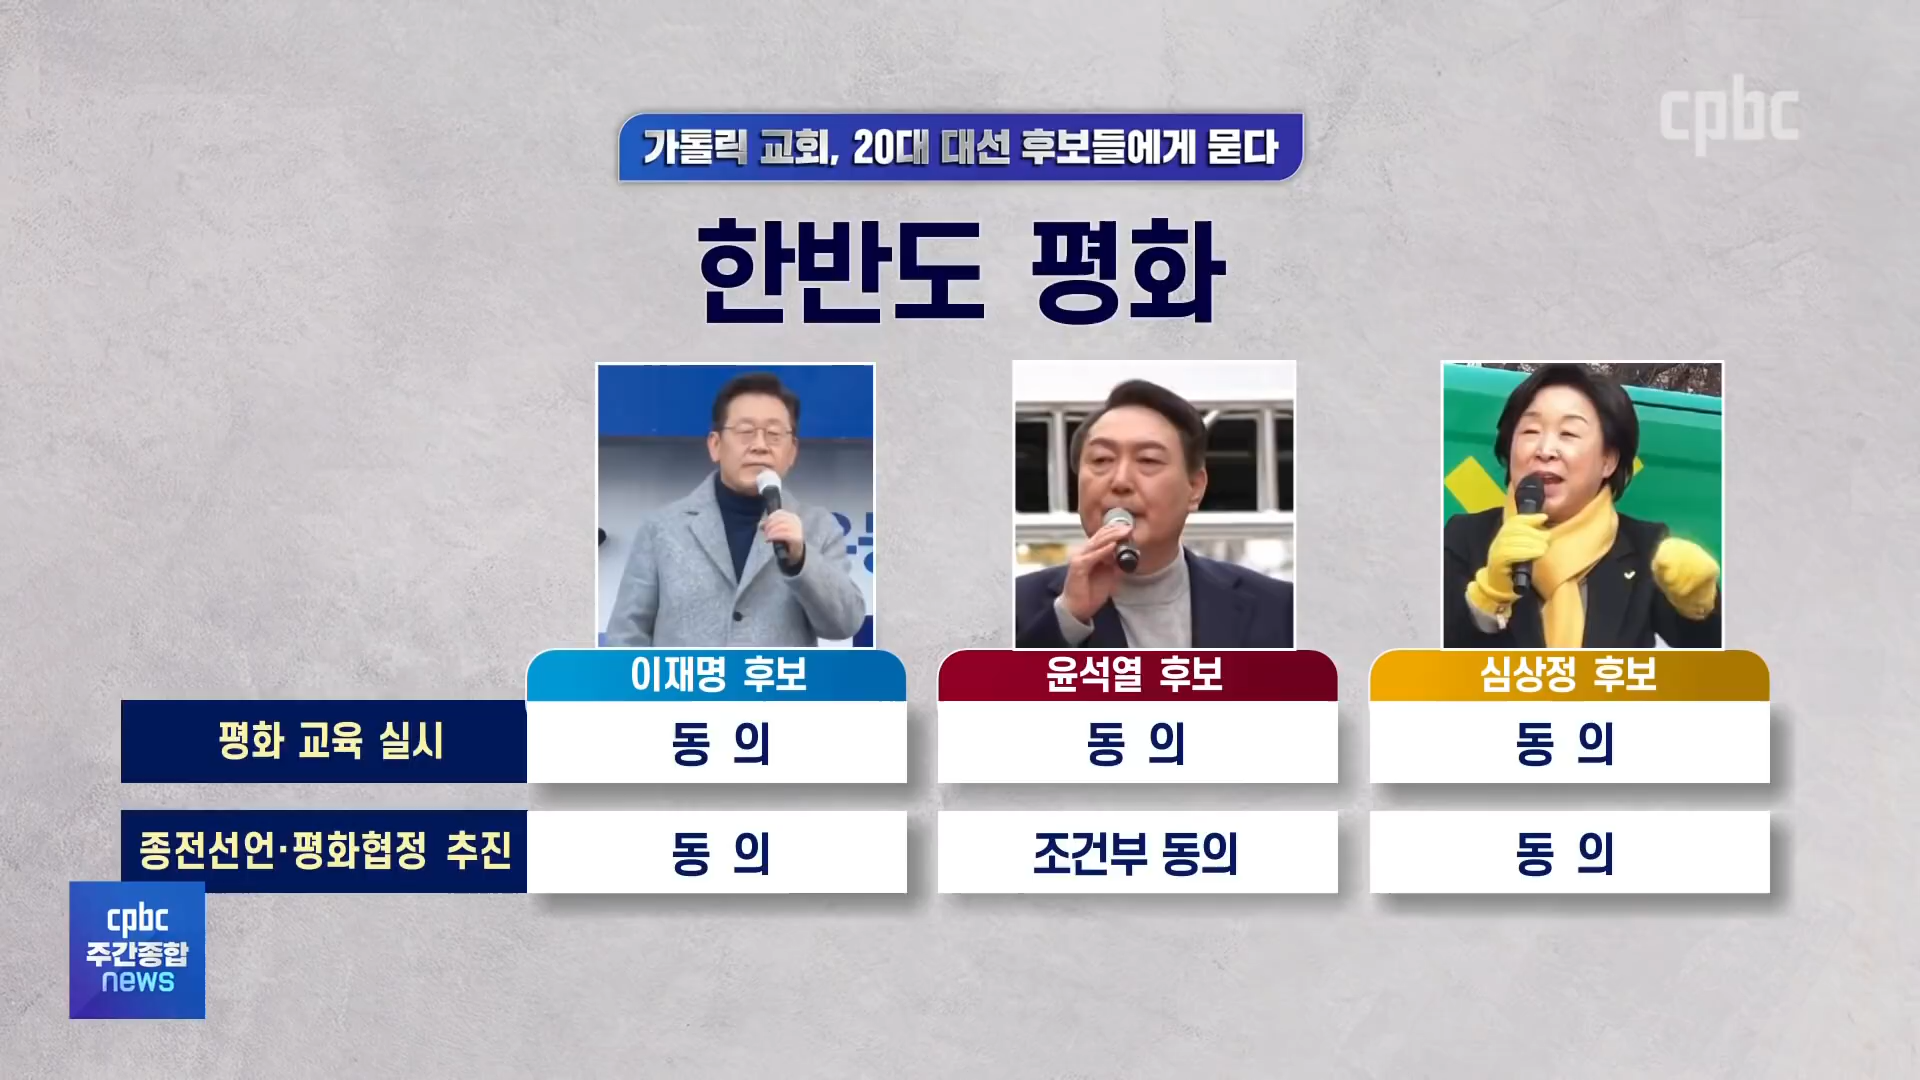 cpbc
가톨릭 교회, 20대 대선 후보들에게 묻다
한반도 평화
이재명 후보
윤석열 후보
심상정 후보
평화 교육 실시
동 의
동 의
동 의
종전선언·평화협정 추진
동 의
조건부 동의
동 의
cpbc
주간종합
news